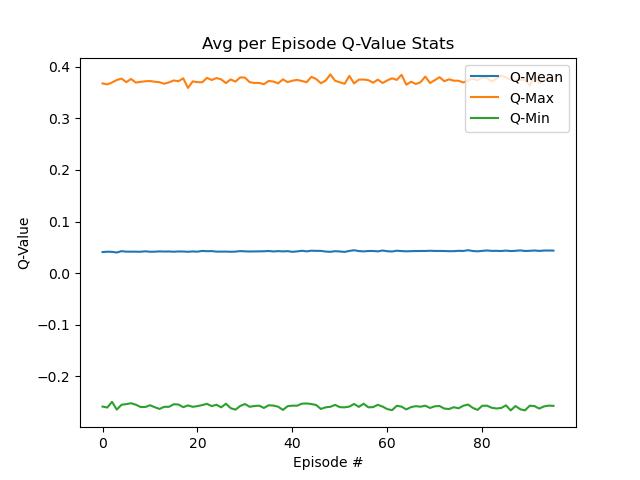 Avg per Episode Q-Value Stats
0.4
0.3
0.2
0.1
0.0
−0.1
−0.2
Q-Value
Q-Mean
Q-Max
Q-Min
0 20 40 60 80
Episode #